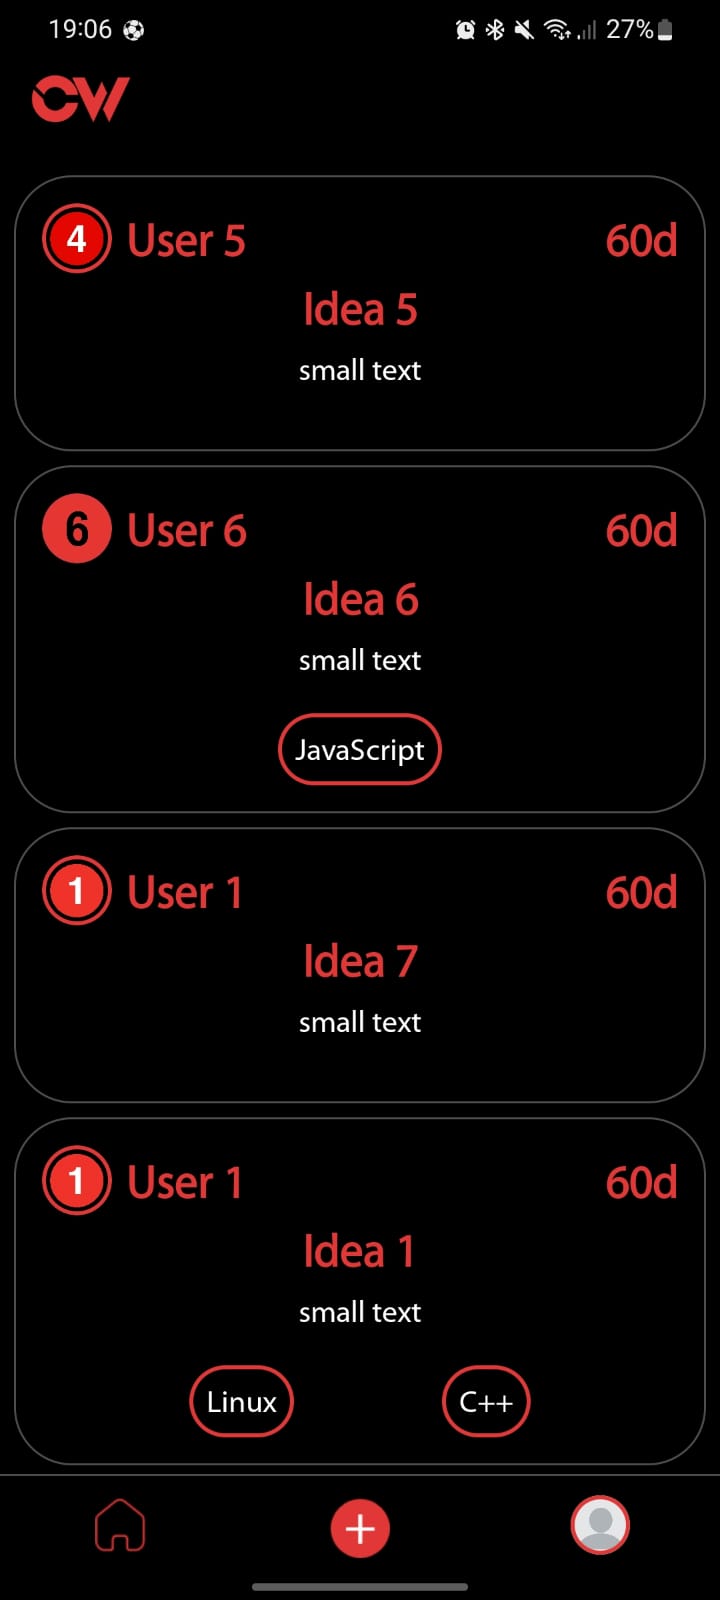 19:06 27%
CW
4 User 5 60d
Idea 5
small text
6 User 6 60d
Idea 6
small text
JavaScript
1 User 1 60d
Idea 7
small text
1 User 1 60d
Idea 1
small text
Linux C++